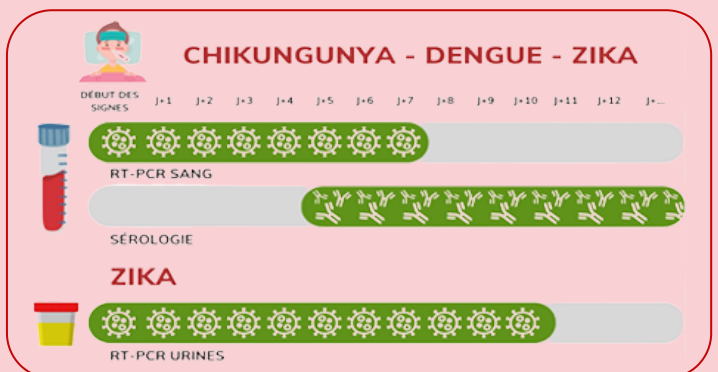 CHIKUNGUNYA - DENGUE - ZIKA
DÉBUT DES
SIGNES
J+1 J+2 J+3 J+4 J+5 J+6 J+7 J+8 J+9 J+10 J+11 J+12 J+...
RT-PCR SANG
SÉROLOGIE
ZIKA
RT-PCR URINES